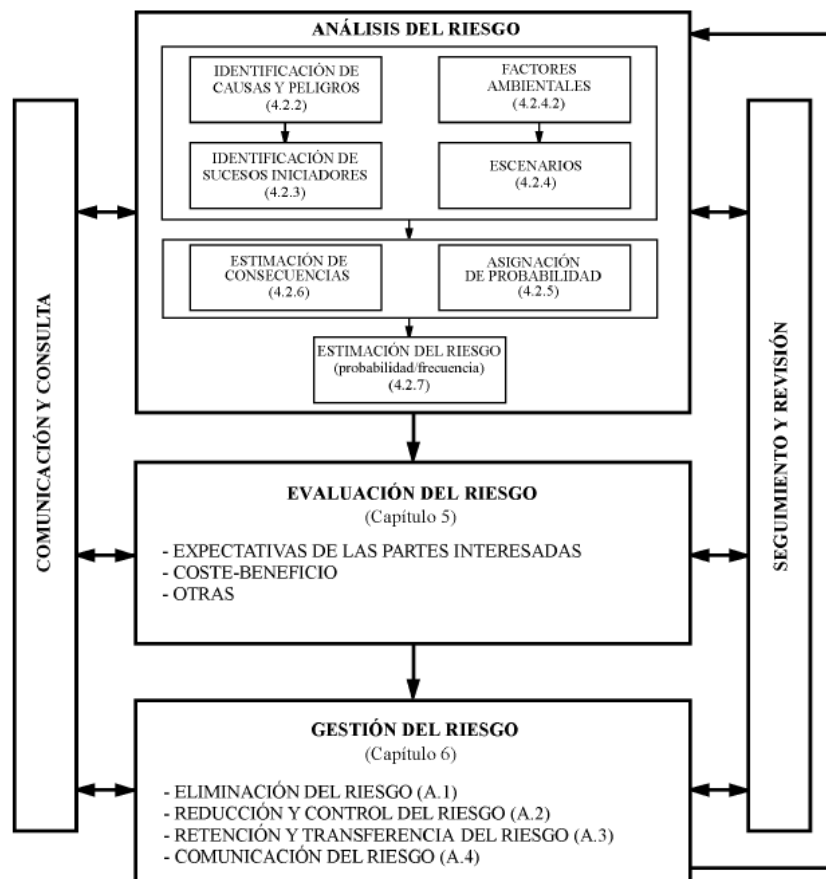 ANÁLISIS DEL RIESGO
IDENTIFICACIÓN DE
CAUSAS Y PELIGROS
(4.2.2)
FACTORES
AMBIENTALES
(4.2.4.2)
IDENTIFICACIÓN DE
SUCESOS INICIADORES
(4.2.3)
ESCENARIOS
(4.2.4)
ESTIMACIÓN DE
CONSECUENCIAS
(4.2.6)
ASIGNACIÓN
DE PROBABILIDAD
(4.2.5)
ESTIMACIÓN DEL RIESGO
(probabilidad/frecuencia)
(4.2.7)
COMUNICACIÓN Y CONSULTA
SEGUIMIENTO Y REVISIÓN
EVALUACIÓN DEL RIESGO
(Capítulo 5)
- EXPECTATIVAS DE LAS PARTES INTERESADAS
- COSTE-BENEFICIO
- OTRAS
GESTIÓN DEL RIESGO
(Capítulo 6)
- ELIMINACIÓN DEL RIESGO (A.1)
- REDUCCIÓN Y CONTROL DEL RIESGO (A.2)
- RETENCIÓN Y TRANSFERENCIA DEL RIESGO (A.3)
- COMUNICACIÓN DEL RIESGO (A.4)